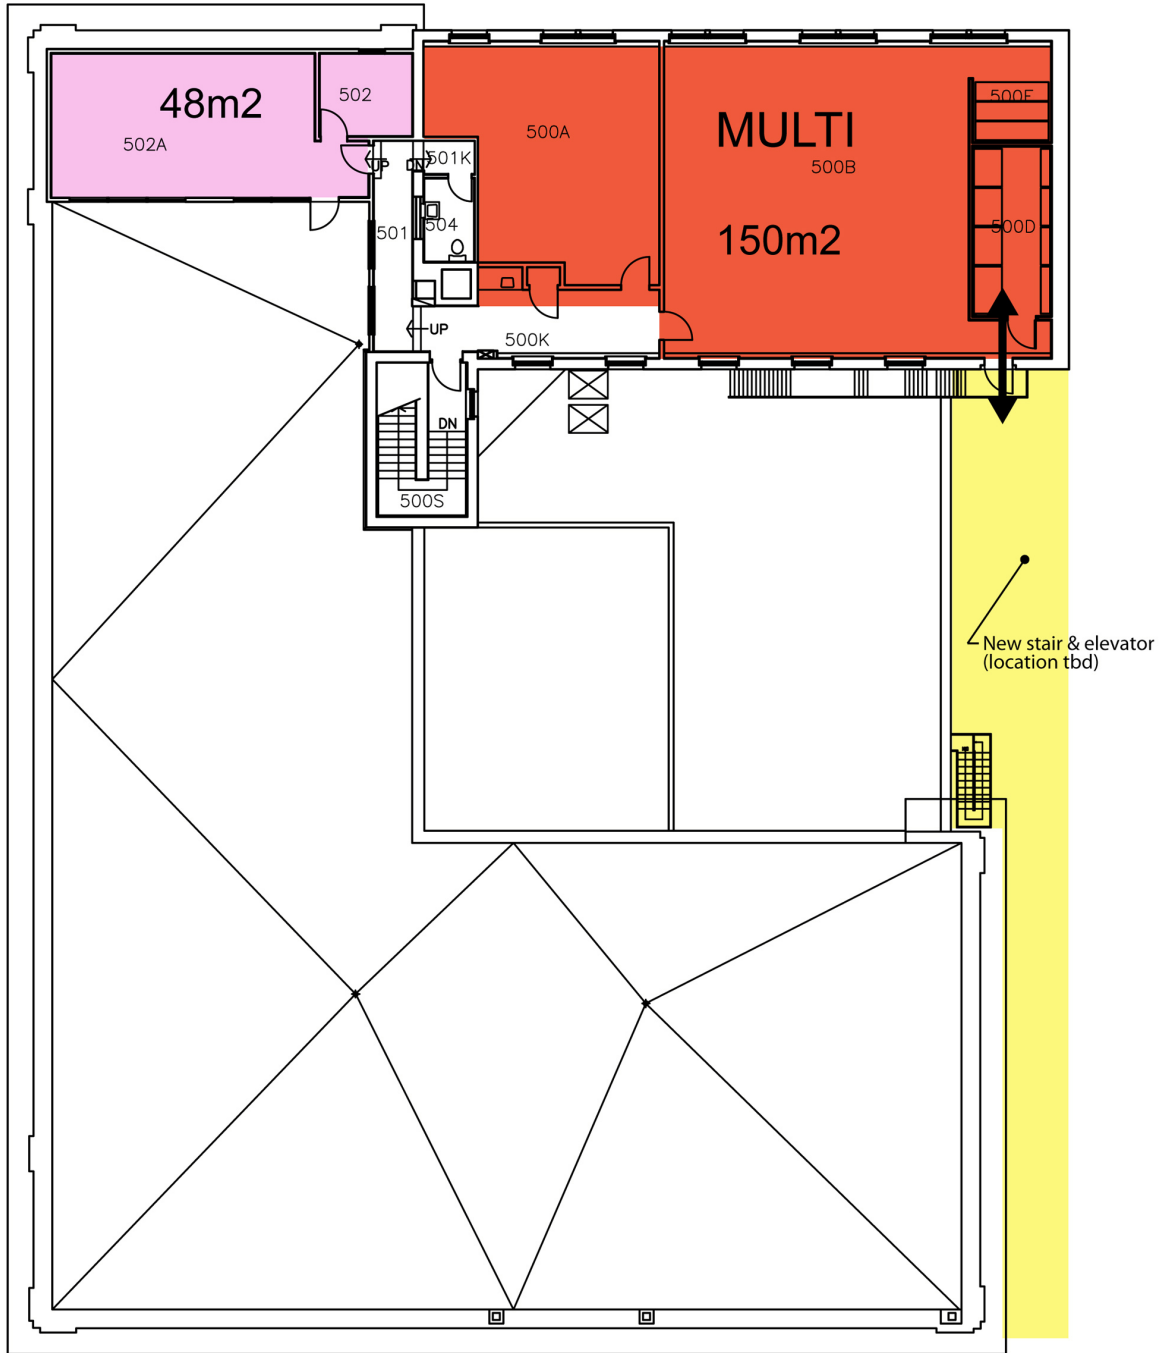 48m2
502
502A
500A
MULTI
500B
500E
501K
UP
DN
501
504
150m2
500D
UP
500K
DN
500S
New stair & elevator
(location tbd)